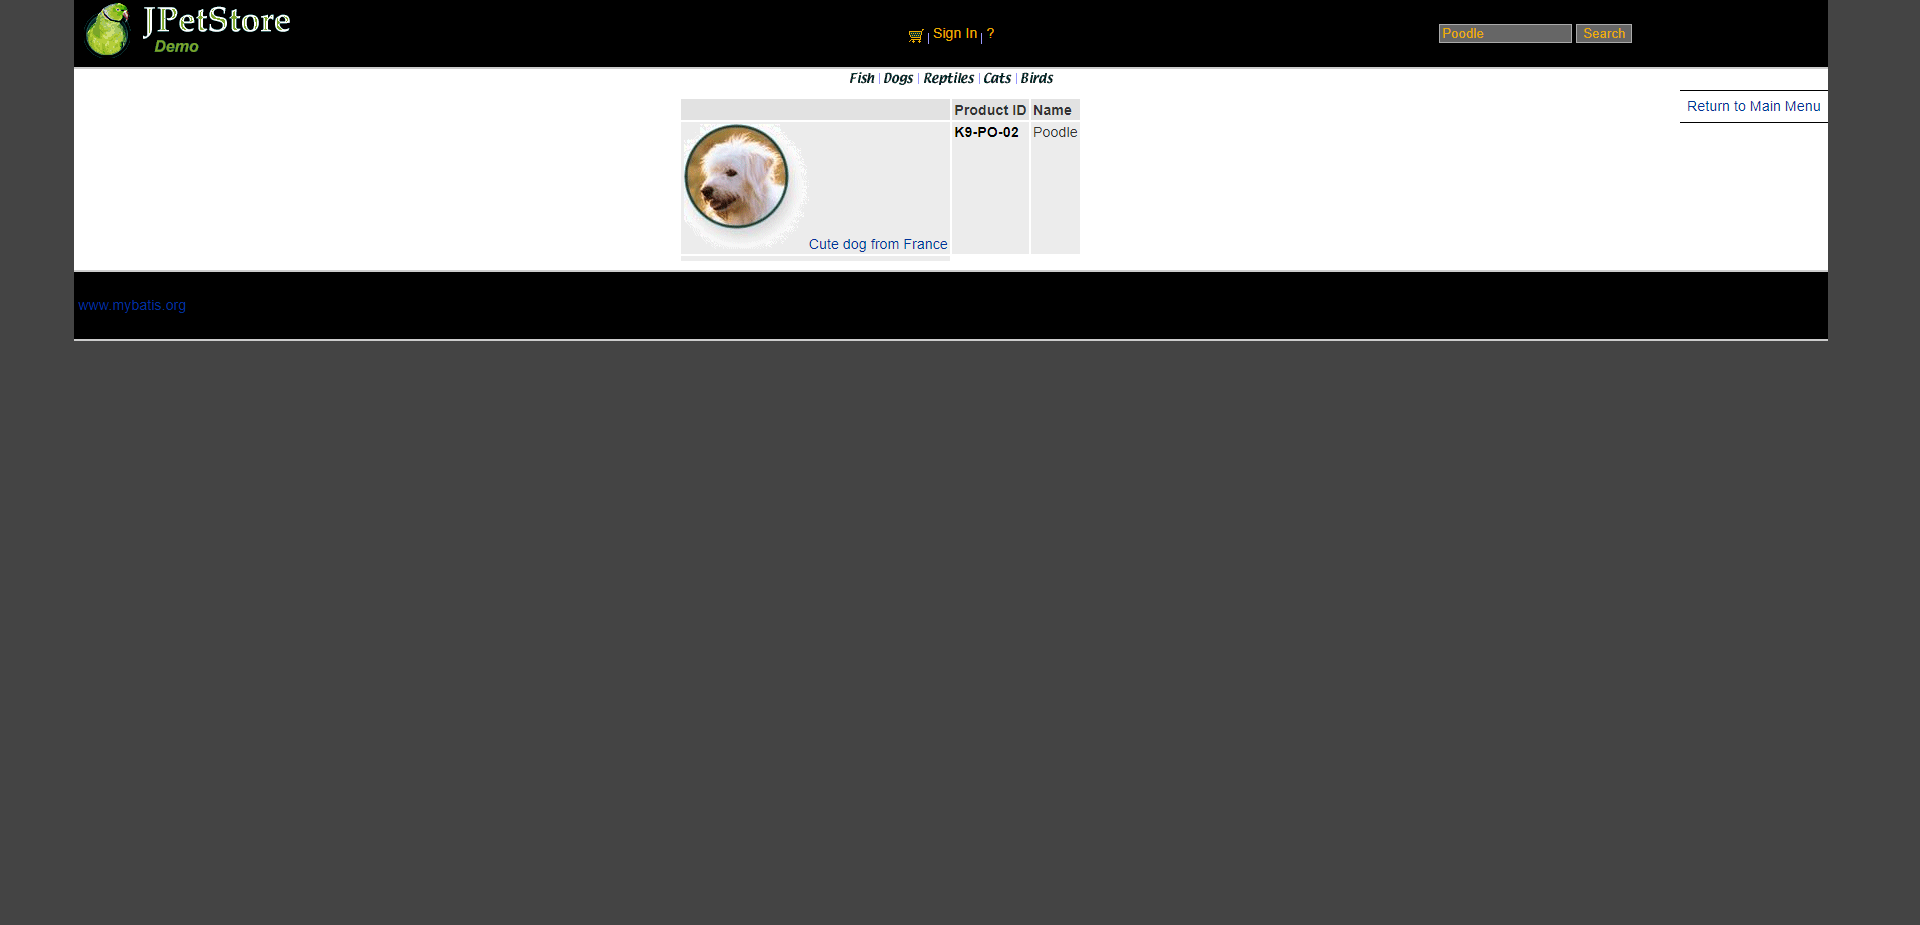 JPetStore
Demo
Sign In ?
Poodle Search
Fish Dogs Reptiles Cats Birds
Return to Main Menu
Product ID Name
K9-PO-02 Poodle
Cute dog from France
www.mybatis.org